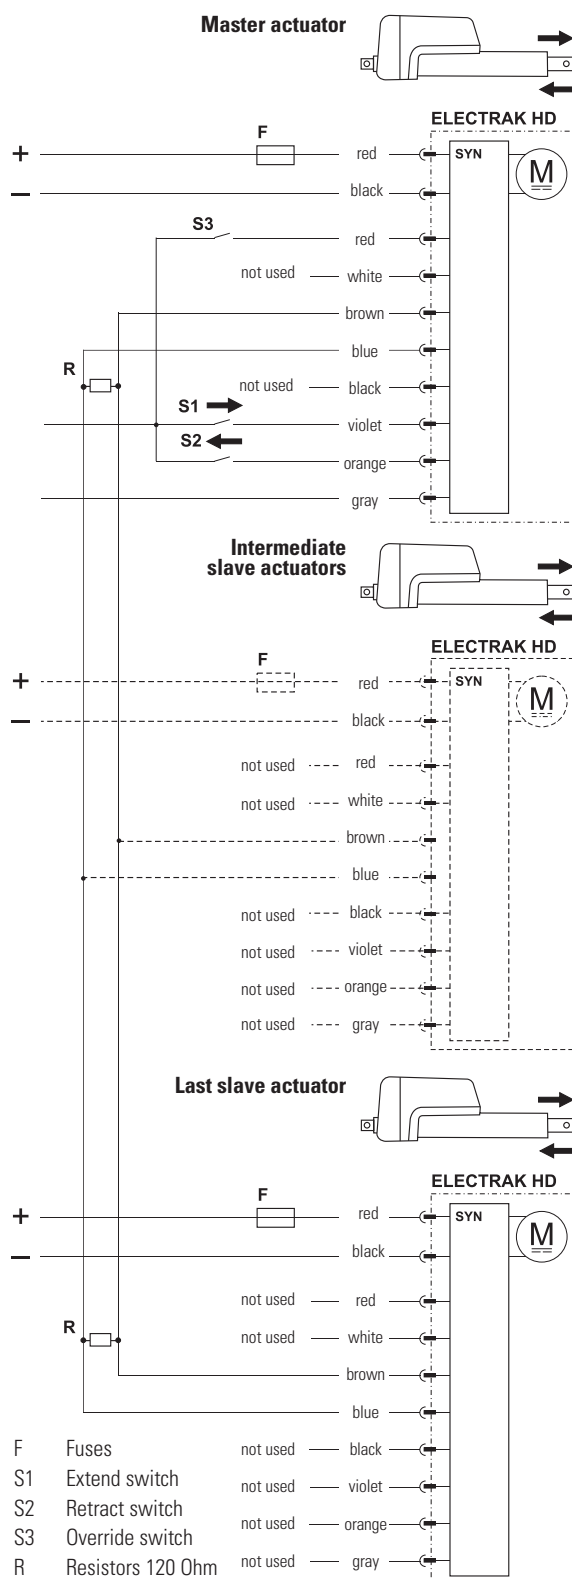 Master actuator
ELECTRAK HD
F
+
red
SYN
M
–
black
S3
red
not used
white
brown
blue
R
not used
black
S1
violet
S2
orange
gray
Intermediate
slave actuators
ELECTRAK HD
F
+
red
SYN
M
–
black
not used
red
not used
white
brown
blue
not used
black
not used
violet
not used
orange
not used
gray
Last slave actuator
ELECTRAK HD
F
+
red
SYN
M
–
black
not used
red
R
not used
white
brown
blue
not used
black
not used
violet
not used
orange
not used
gray
F Fuses
S1 Extend switch
S2 Retract switch
S3 Override switch
R Resistors 120 Ohm